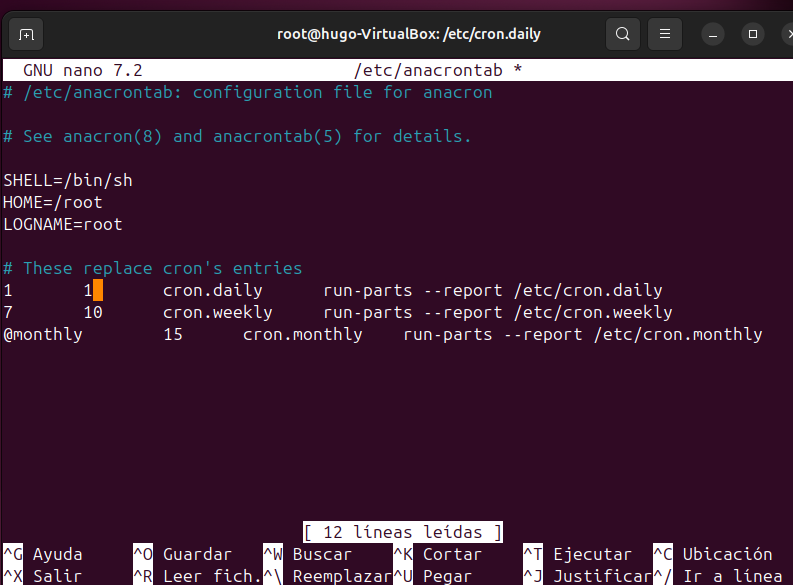 root@hugo-VirtualBox: /etc/cron.daily
GNU nano 7.2 /etc/anacrontab *
# /etc/anacrontab: configuration file for anacron
# See anacron(8) and anacrontab(5) for details.
SHELL=/bin/sh
HOME=/root
LOGNAME=root
# These replace cron's entries
1 1 cron.daily run-parts --report /etc/cron.daily
7 10 cron.weekly run-parts --report /etc/cron.weekly
@monthly 15 cron.monthly run-parts --report /etc/cron.monthly
[ 12 líneas leídas ]
^G Ayuda ^O Guardar ^W Buscar ^K Cortar ^T Ejecutar ^C Ubicación
^X Salir ^R Leer fich. ^\ Reemplazar ^U Pegar ^J Justificar ^/ Ir a línea